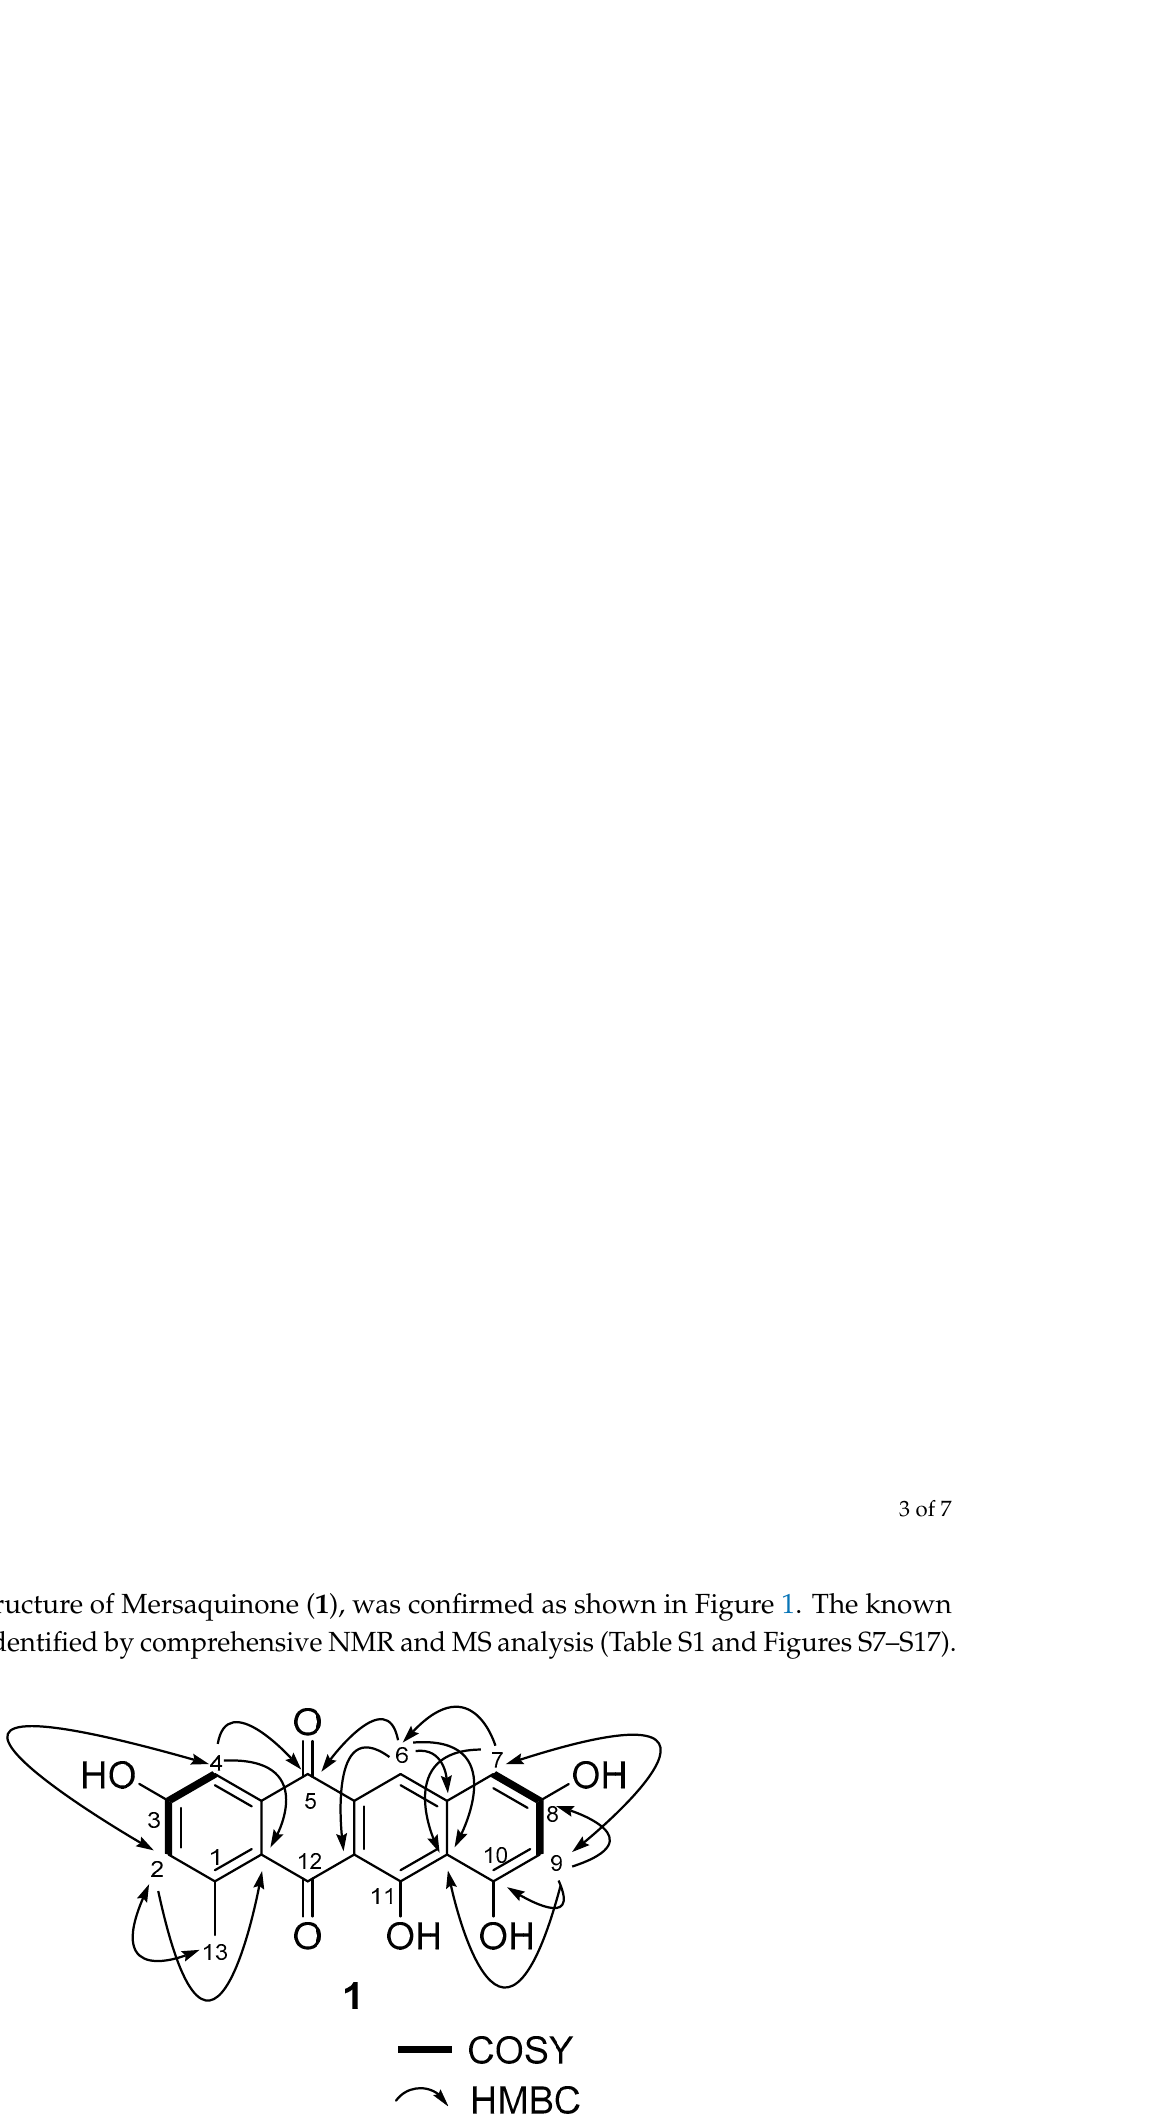 3 of 7
ructure of Mersaquinone (1), was confirmed as shown in Figure 1. The known
dentified by comprehensive NMR and MS analysis (Table S1 and Figures S7–S17).
O
4 6 7
HO OH
5
3 8
1 12 10 9
2
11
O OH OH
13
1
COSY
HMBC